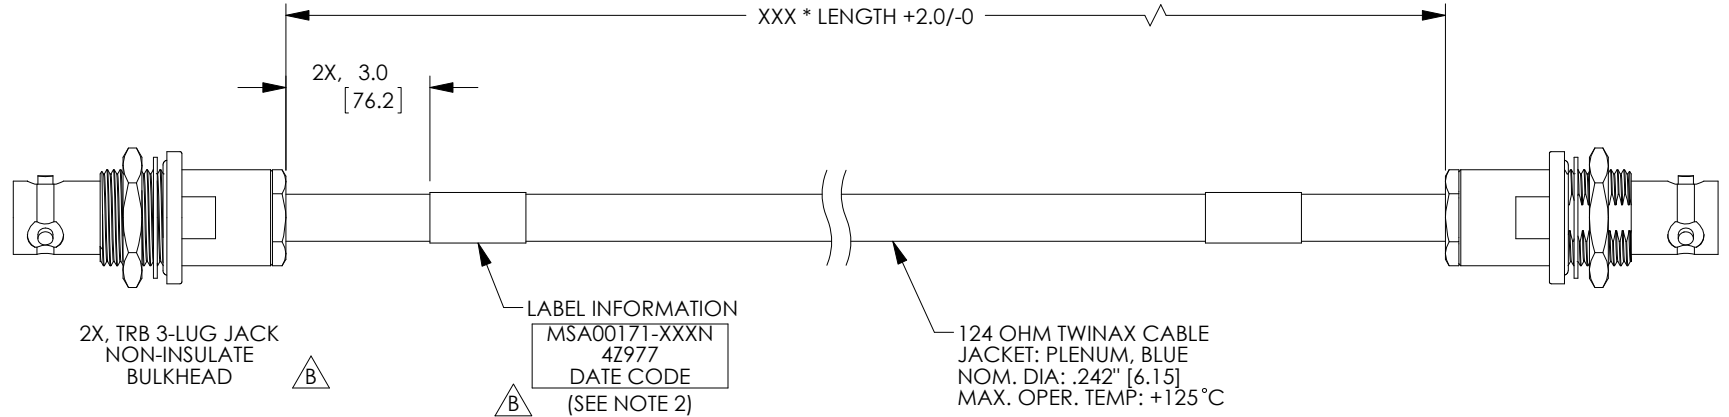 XXX * LENGTH +2.0/-0
2X, 3.0
[76.2]
LABEL INFORMATION
MSA00171-XXXN
4Z977
DATE CODE
(SEE NOTE 2)
B
2X, TRB 3-LUG JACK
NON-INSULATE
BULKHEAD
B
124 OHM TWINAX CABLE
JACKET: PLENUM, BLUE
NOM. DIA: .242" [6.15]
MAX. OPER. TEMP: +125°C